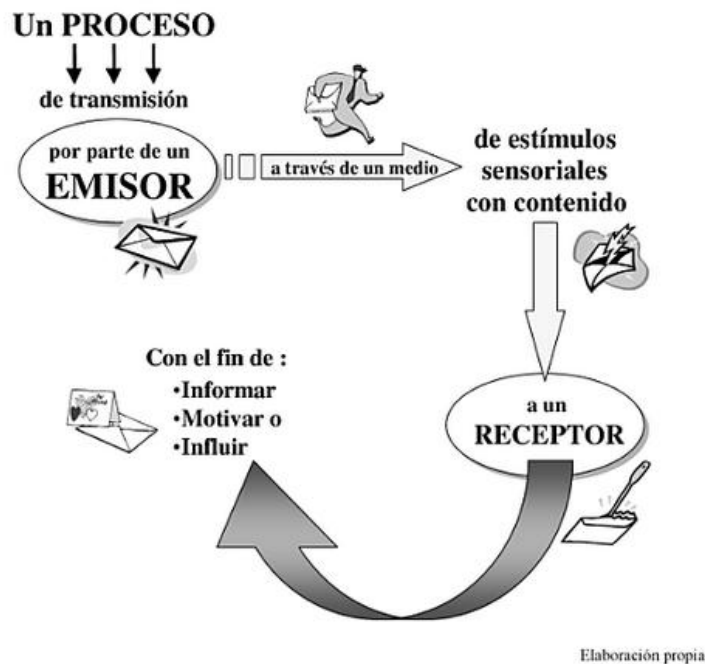 Un PROCESO
de transmisión
por parte de un
EMISOR
a través de un medio
de estímulos
sensoriales
con contenido
a un
RECEPTOR
Con el fin de :
•Informar
•Motivar o
•Influir
Elaboración propia